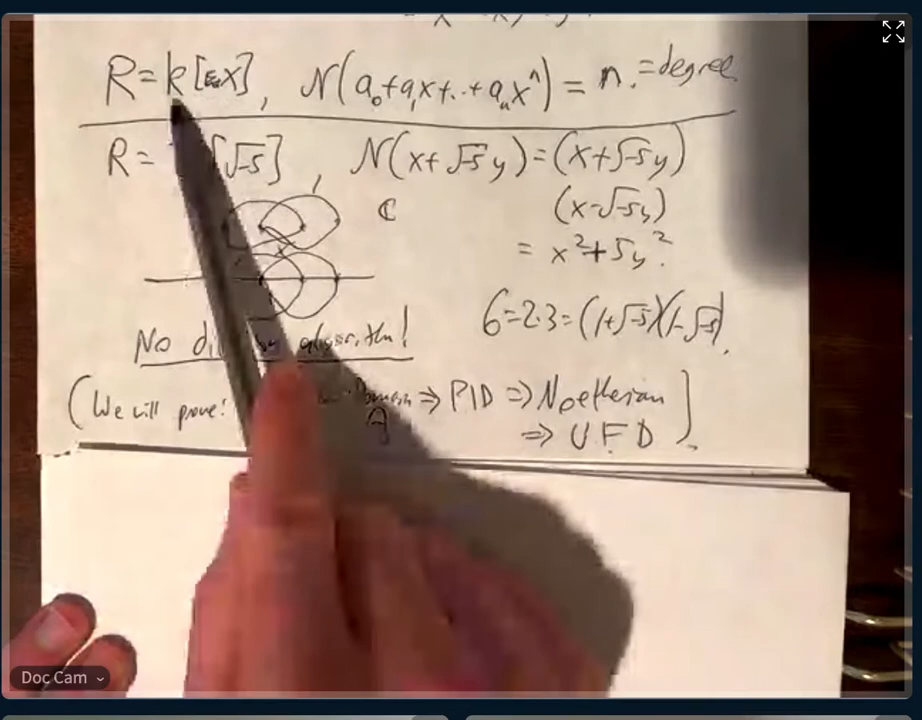 R = k[x], N(a₀+a₁x+..+aₙxⁿ) = n. = degree
R = [√-5], N(x+√-5y) = (x+√-5y)
(x-√-5y)
= x²+5y².
ℂ
6=2·3=(1+√-5)(1-√-5).
No algorithm!
(We will prove: ⇒ PID ⇒ Noetherian
⇒ UFD).
Doc Cam